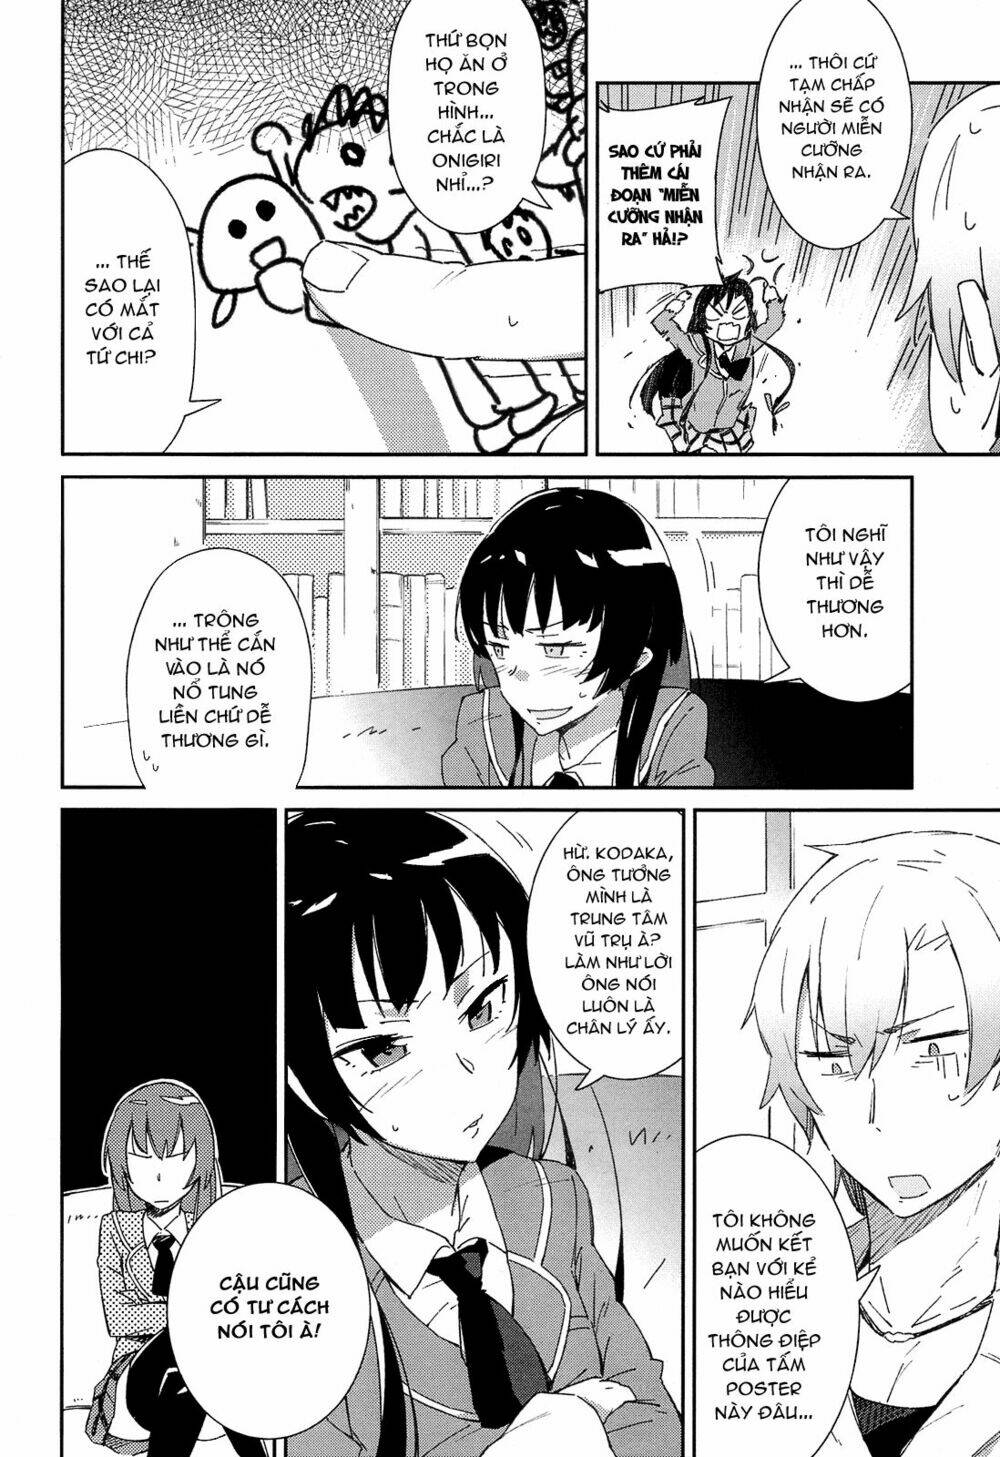 ... THÔI CỨ
TẠM CHẤP
NHẬN SẼ CÓ
NGƯỜI MIỄN
CƯỠNG
NHẬN RA.
SAO CỨ PHẢI
THÊM CÁI
ĐOẠN "MIỄN
CƯỠNG NHẬN
RA" HẢ!?
THỨ BỌN
HỌ ĂN Ở
TRONG
HÌNH...
CHẮC LÀ
ONIGIRI
NHỈ...?
... THẾ
SAO LẠI
CÓ MẮT
VỚI CẢ
TỨ CHI?
TÔI NGHĨ
NHƯ VẬY
THÌ DỄ
THƯƠNG
HƠN.
... TRÔNG
NHƯ THỂ CẮN
VÀO LÀ NÓ
NỔ TUNG
LIỀN CHỨ DỄ
THƯƠNG GÌ.
TÔI KHÔNG
MUỐN KẾT
BẠN VỚI KẺ
NÀO HIỂU
ĐƯỢC
THÔNG ĐIỆP
CỦA TẤM
POSTER
NÀY ĐÂU...
HỪ. KODAKA,
ÔNG TƯỞNG
MÌNH LÀ
TRUNG TÂM
VŨ TRỤ À?
LÀM NHƯ LỜI
ÔNG NÓI
LUÔN LÀ
CHÂN LÝ ẤY.
CẬU CŨNG
CÓ TƯ CÁCH
NÓI TÔI À!